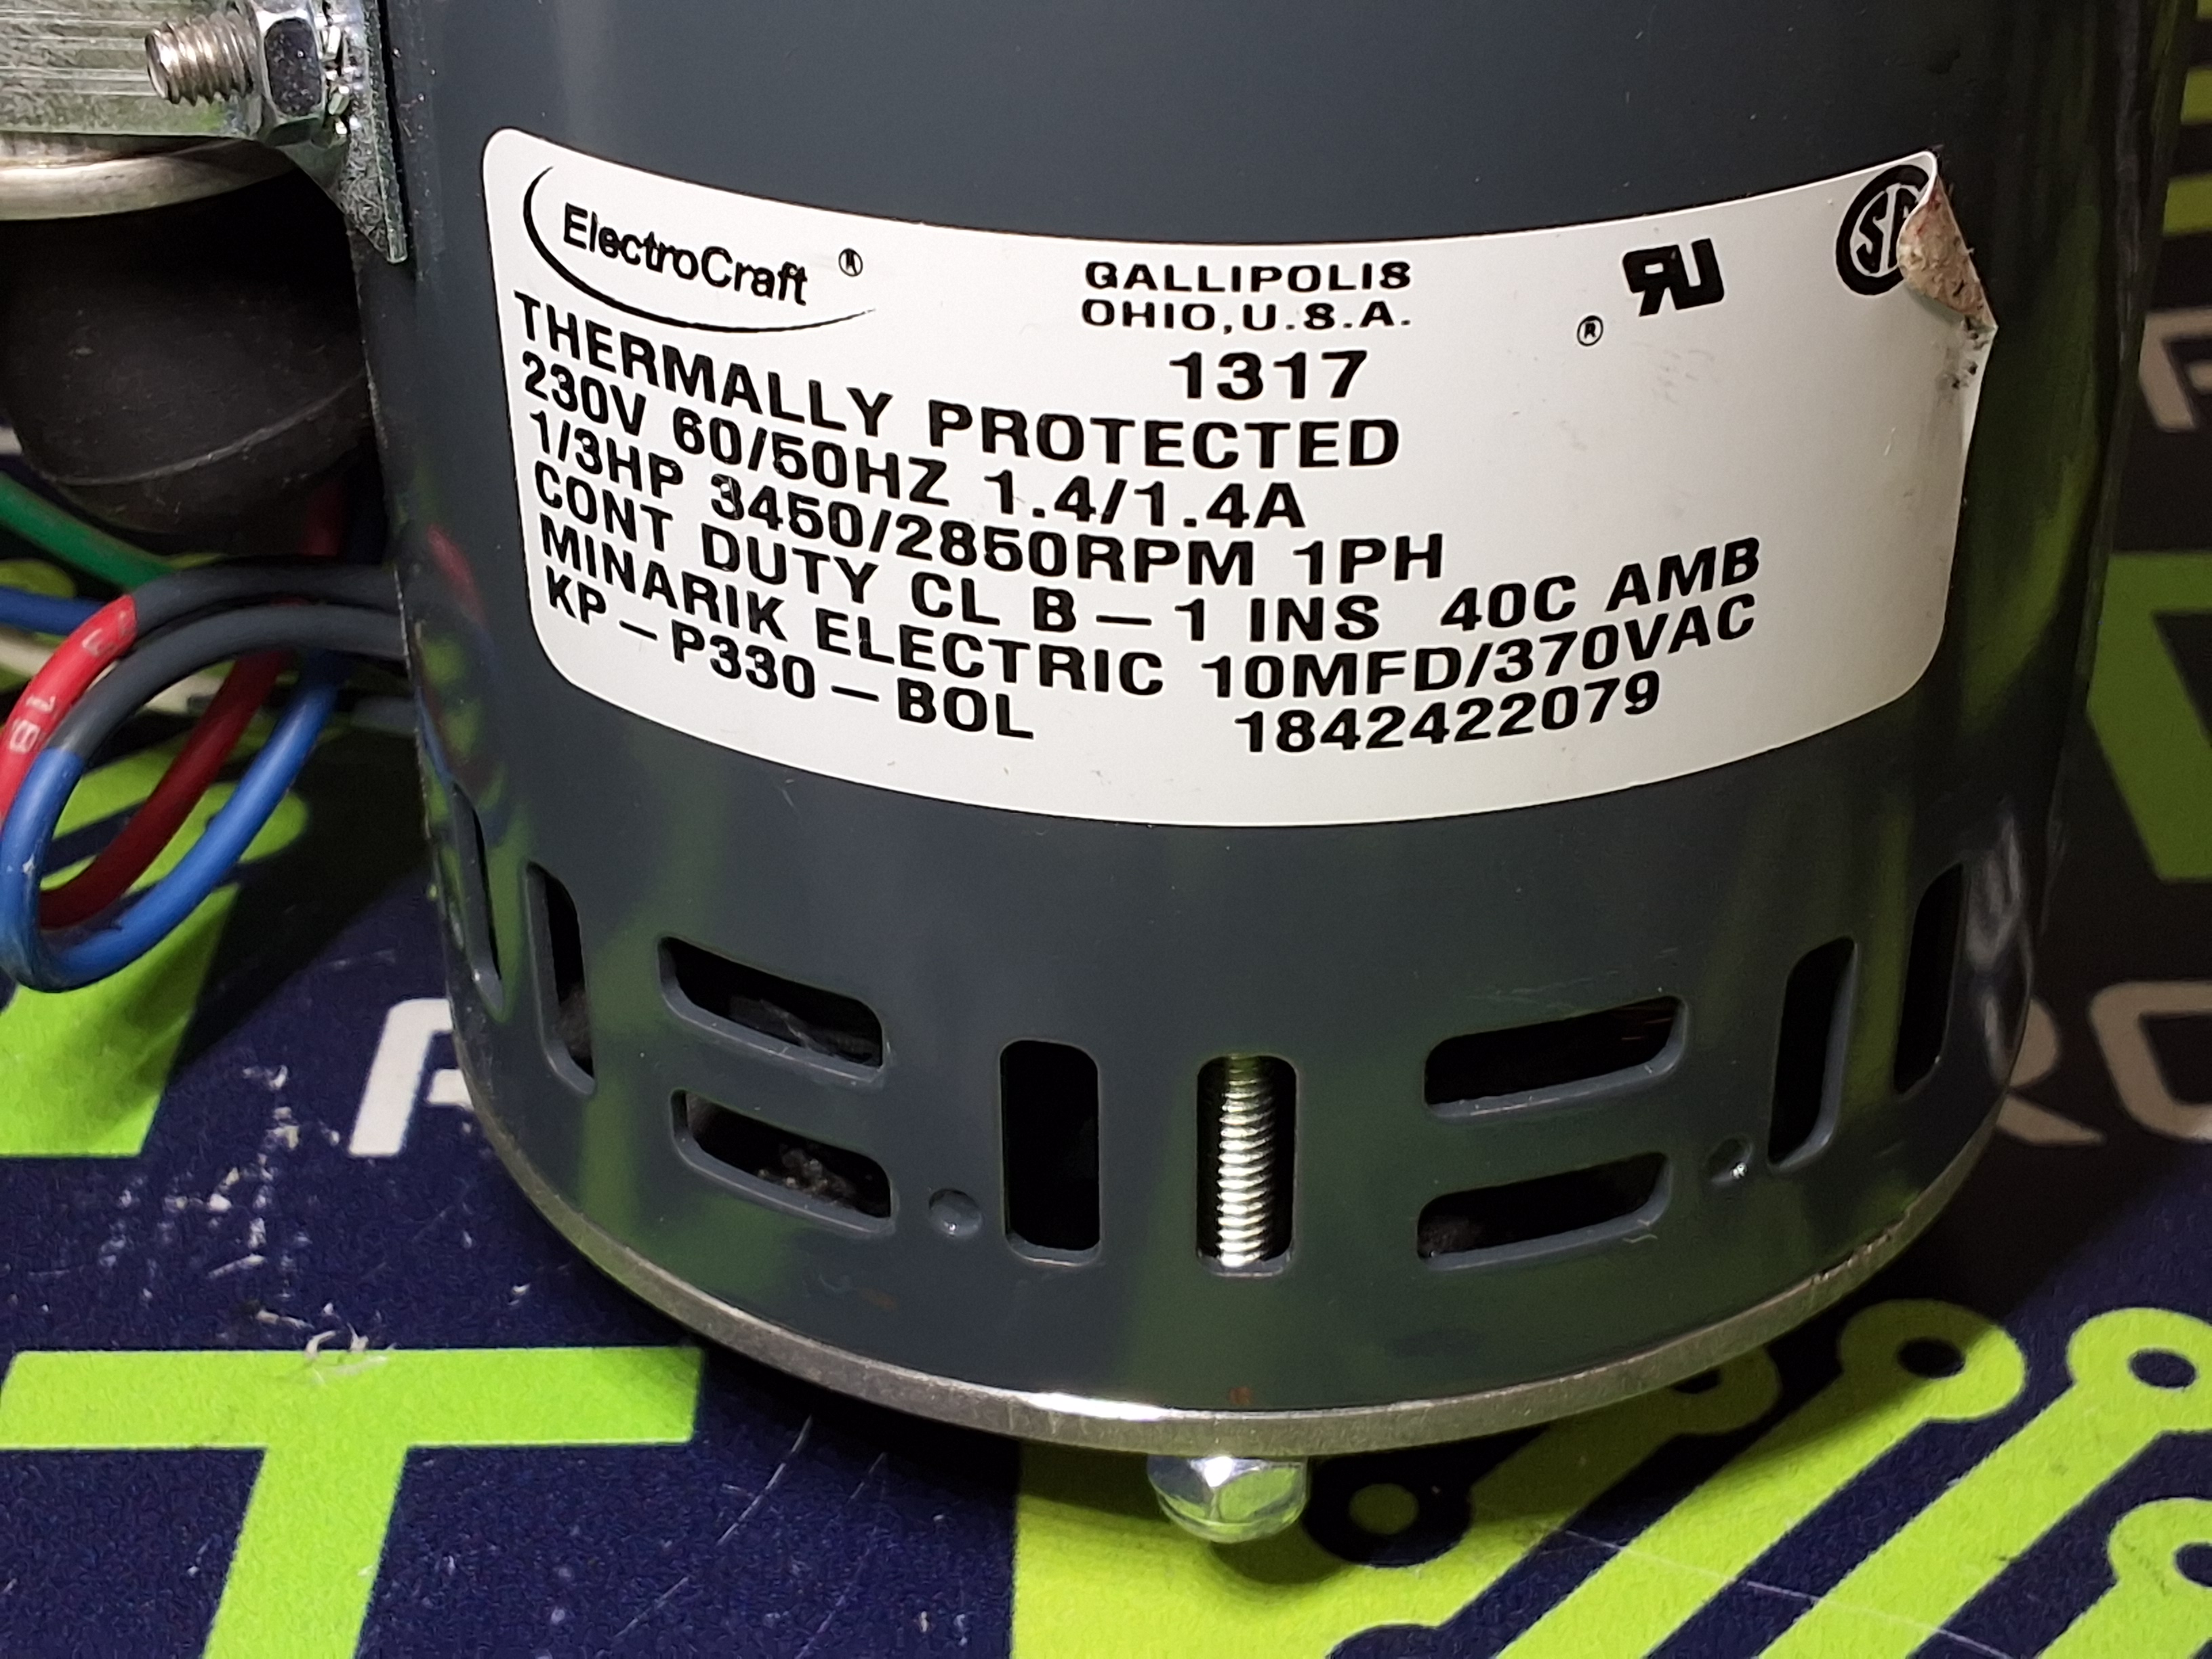 ElectroCraft ®
GALLIPOLIS
OHIO, U.S.A.
1317
®
THERMALLY PROTECTED
230V 60/50HZ 1.4/1.4A
1/3HP 3450/2850RPM 1PH
CONT DUTY CL B-1 INS 40C AMB
MINARIK ELECTRIC 10MFD/370VAC
KP-P330-BOL 1842422079